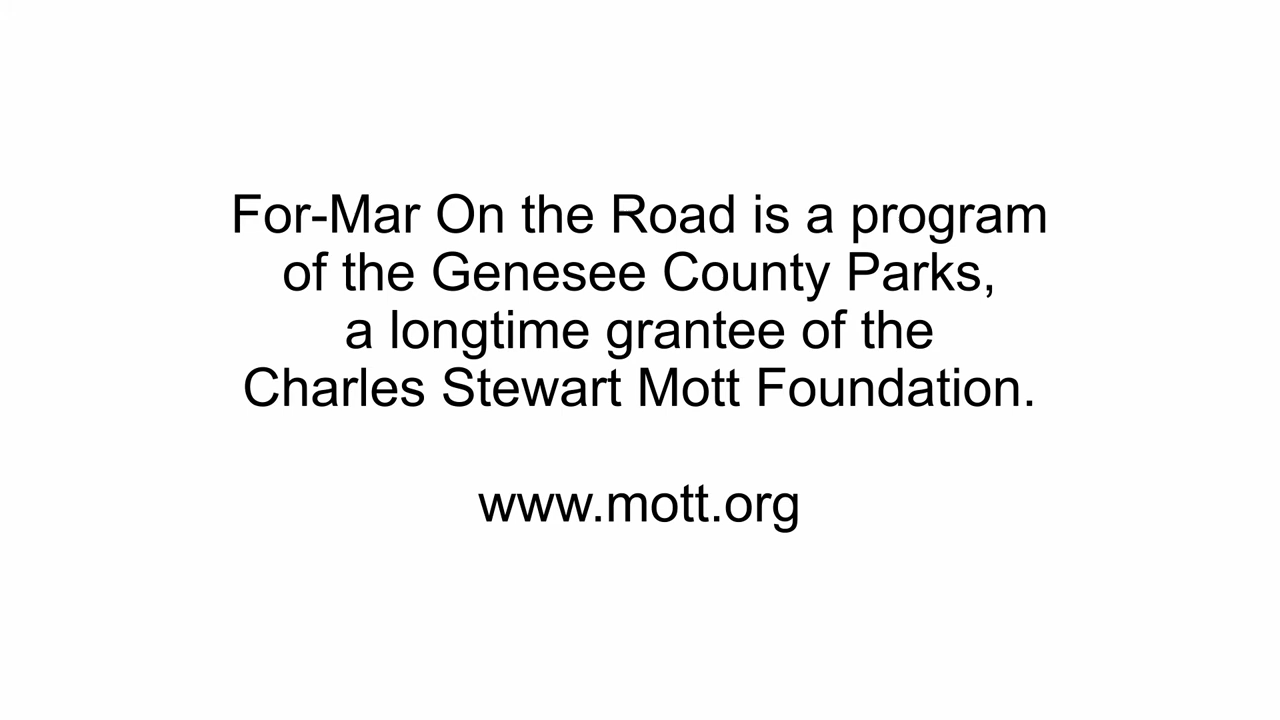 For-Mar On the Road is a program
of the Genesee County Parks,
a longtime grantee of the
Charles Stewart Mott Foundation.
www.mott.org